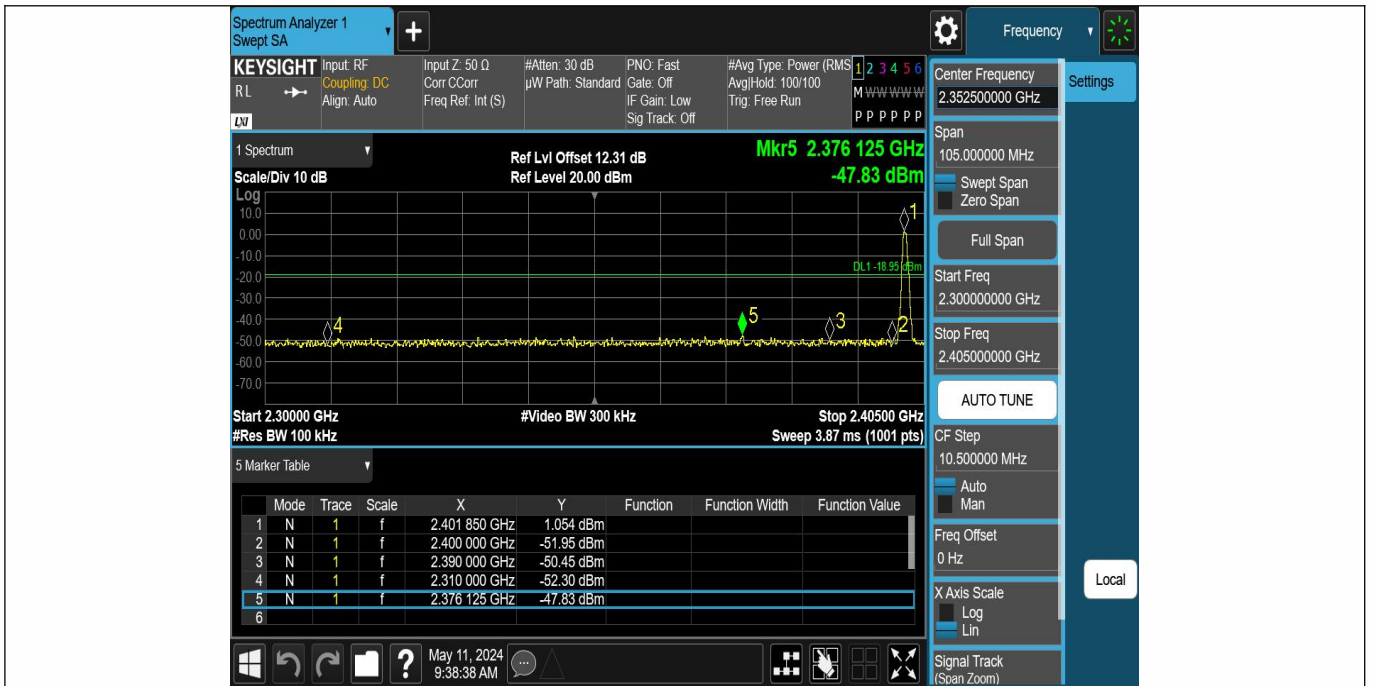 Spectrum Analyzer 1
Swept SA
+
Frequency
KEYSIGHT
RL
LXI
Input: RF
Coupling: DC
Align: Auto
Input Z: 50 Ω
Corr CCorr
Freq Ref: Int (S)
#Atten: 30 dB
µW Path: Standard
PNO: Fast
Gate: Off
IF Gain: Low
Sig Track: Off
#Avg Type: Power (RMS
Avg|Hold: 100/100
Trig: Free Run
1 2 3 4 5 6
M W W W W W
P P P P P P
1 Spectrum
Scale/Div 10 dB
Ref Lvl Offset 12.31 dB
Ref Level 20.00 dBm
Mkr5 2.376 125 GHz
-47.83 dBm
Log
10.0
0.00
-10.0
-20.0
-30.0
-40.0
-50.0
-60.0
-70.0
1
DL1 -18.95 dBm
4
5
3
2
Start 2.30000 GHz
#Video BW 300 kHz
Stop 2.40500 GHz
#Res BW 100 kHz
Sweep 3.87 ms (1001 pts)
5 Marker Table
Mode Trace Scale X Y Function Function Width Function Value
1 N 1 f 2.401 850 GHz 1.054 dBm
2 N 1 f 2.400 000 GHz -51.95 dBm
3 N 1 f 2.390 000 GHz -50.45 dBm
4 N 1 f 2.310 000 GHz -52.30 dBm
5 N 1 f 2.376 125 GHz -47.83 dBm
6
?
May 11, 2024
9:38:38 AM
Center Frequency
2.352500000 GHz
Settings
Span
105.000000 MHz
Swept Span
Zero Span
Full Span
Start Freq
2.300000000 GHz
Stop Freq
2.405000000 GHz
AUTO TUNE
CF Step
10.500000 MHz
Auto
Man
Freq Offset
0 Hz
Local
X Axis Scale
Log
Lin
Signal Track
(Span Zoom)